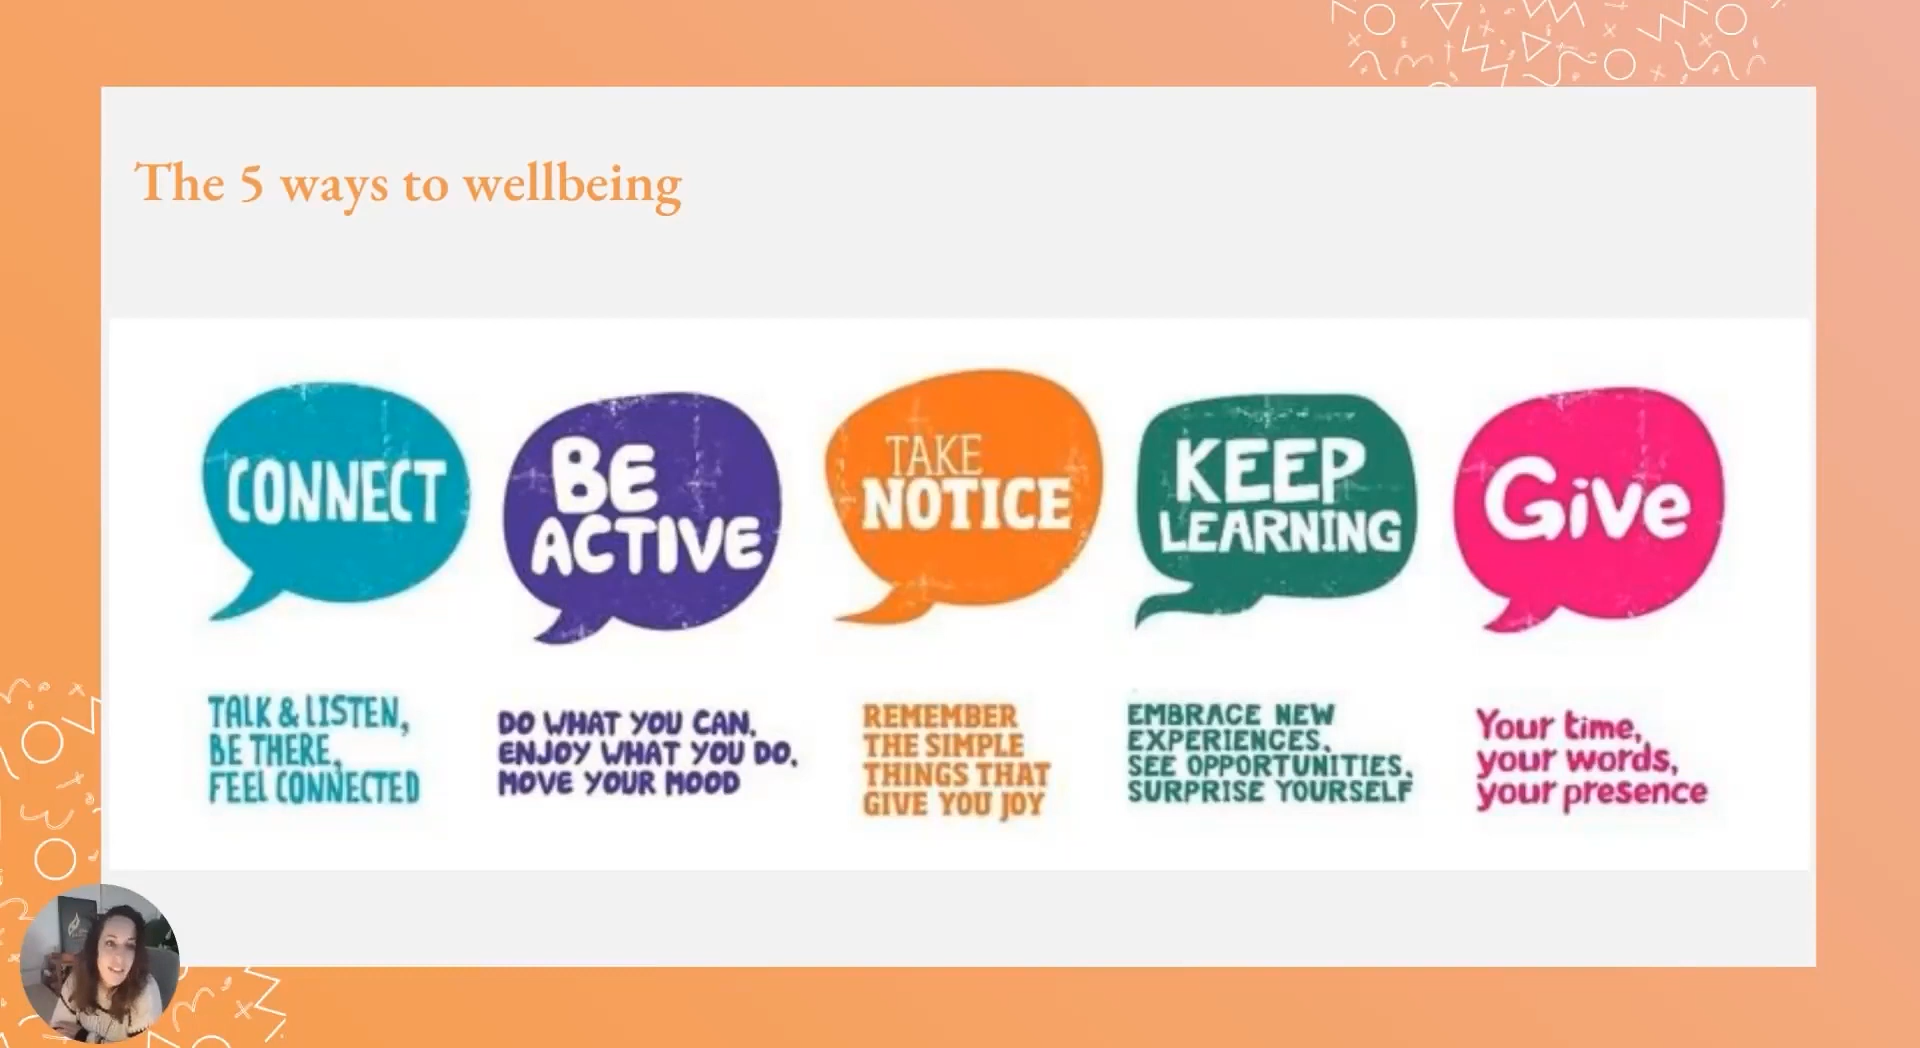 The 5 ways to wellbeing
CONNECT
BE
ACTIVE
TAKE
NOTICE
KEEP
LEARNING
Give
TALK & LISTEN,
BE THERE,
FEEL CONNECTED
DO WHAT YOU CAN,
ENJOY WHAT YOU DO,
MOVE YOUR MOOD
REMEMBER
THE SIMPLE
THINGS THAT
GIVE YOU JOY
EMBRACE NEW
EXPERIENCES,
SEE OPPORTUNITIES,
SURPRISE YOURSELF
Your time,
your words,
your presence